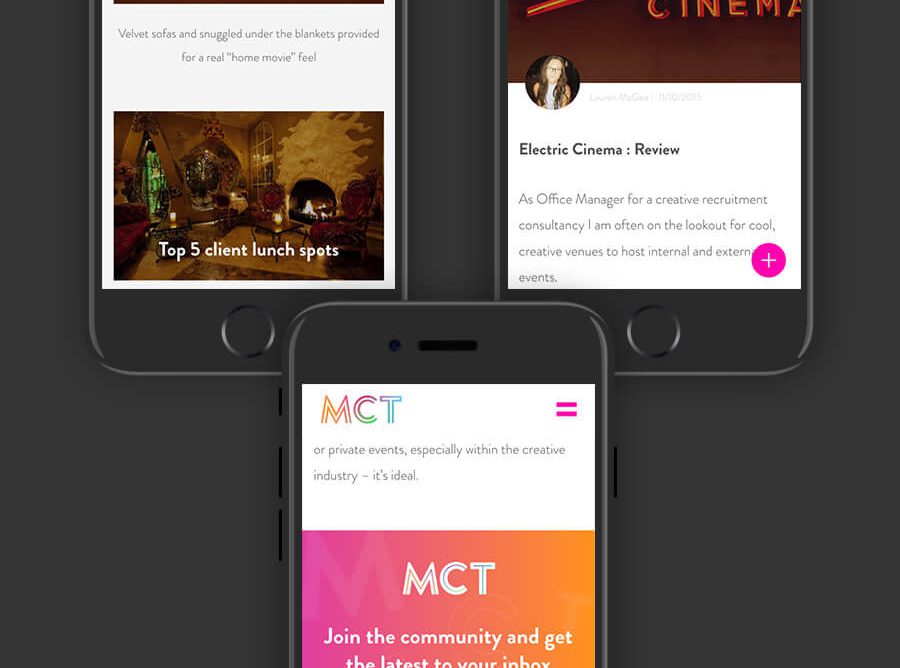 Velvet sofas and snuggled under the blankets provided
for a real “home movie” feel
Top 5 client lunch spots
CINEMA
Lauren McGee / 11/10/2015
Electric Cinema : Review
As Office Manager for a creative recruitment
consultancy I am often on the lookout for cool,
creative venues to host internal and external
events.
MCT
or private events, especially within the creative
industry – it’s ideal.
MCT
Join the community and get
the latest to your inbox